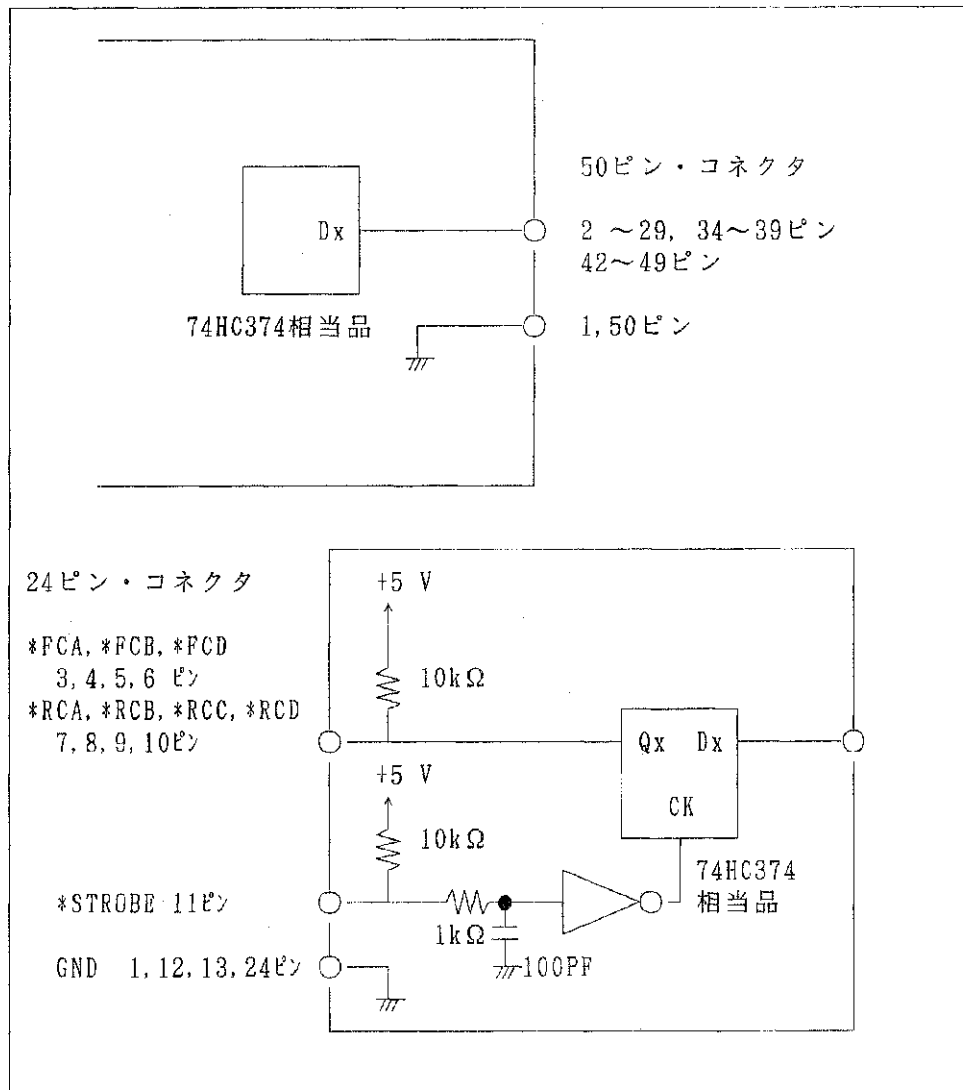 50ピン・コネクタ
Dx
2 ～29, 34～39ピン
42～49ピン
74HC374相当品
1,50ピン
24ピン・コネクタ
+5 V
*FCA, *FCB, *FCD
3,4,5,6 ピン
10kΩ
*RCA, *RCB, *RCC, *RCD
7,8,9,10ピン
Qx Dx
+5 V
CK
10kΩ
74HC374
相当品
*STROBE 11ピン
1kΩ
GND 1,12,13,24ピン
100PF